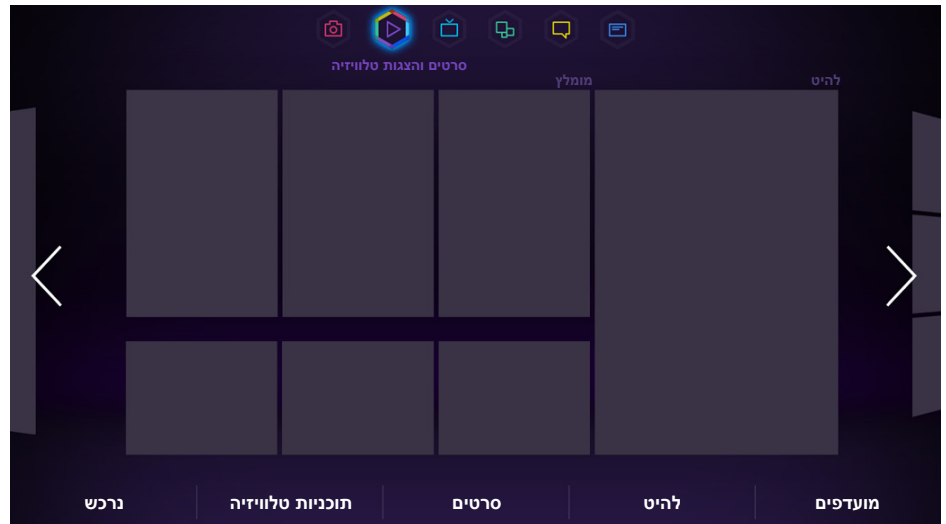 סרטים והצגות טלוויזיה
להיט
מומלץ
מועדפים
להיט
סרטים
תוכניות טלוויזיה
נרכש